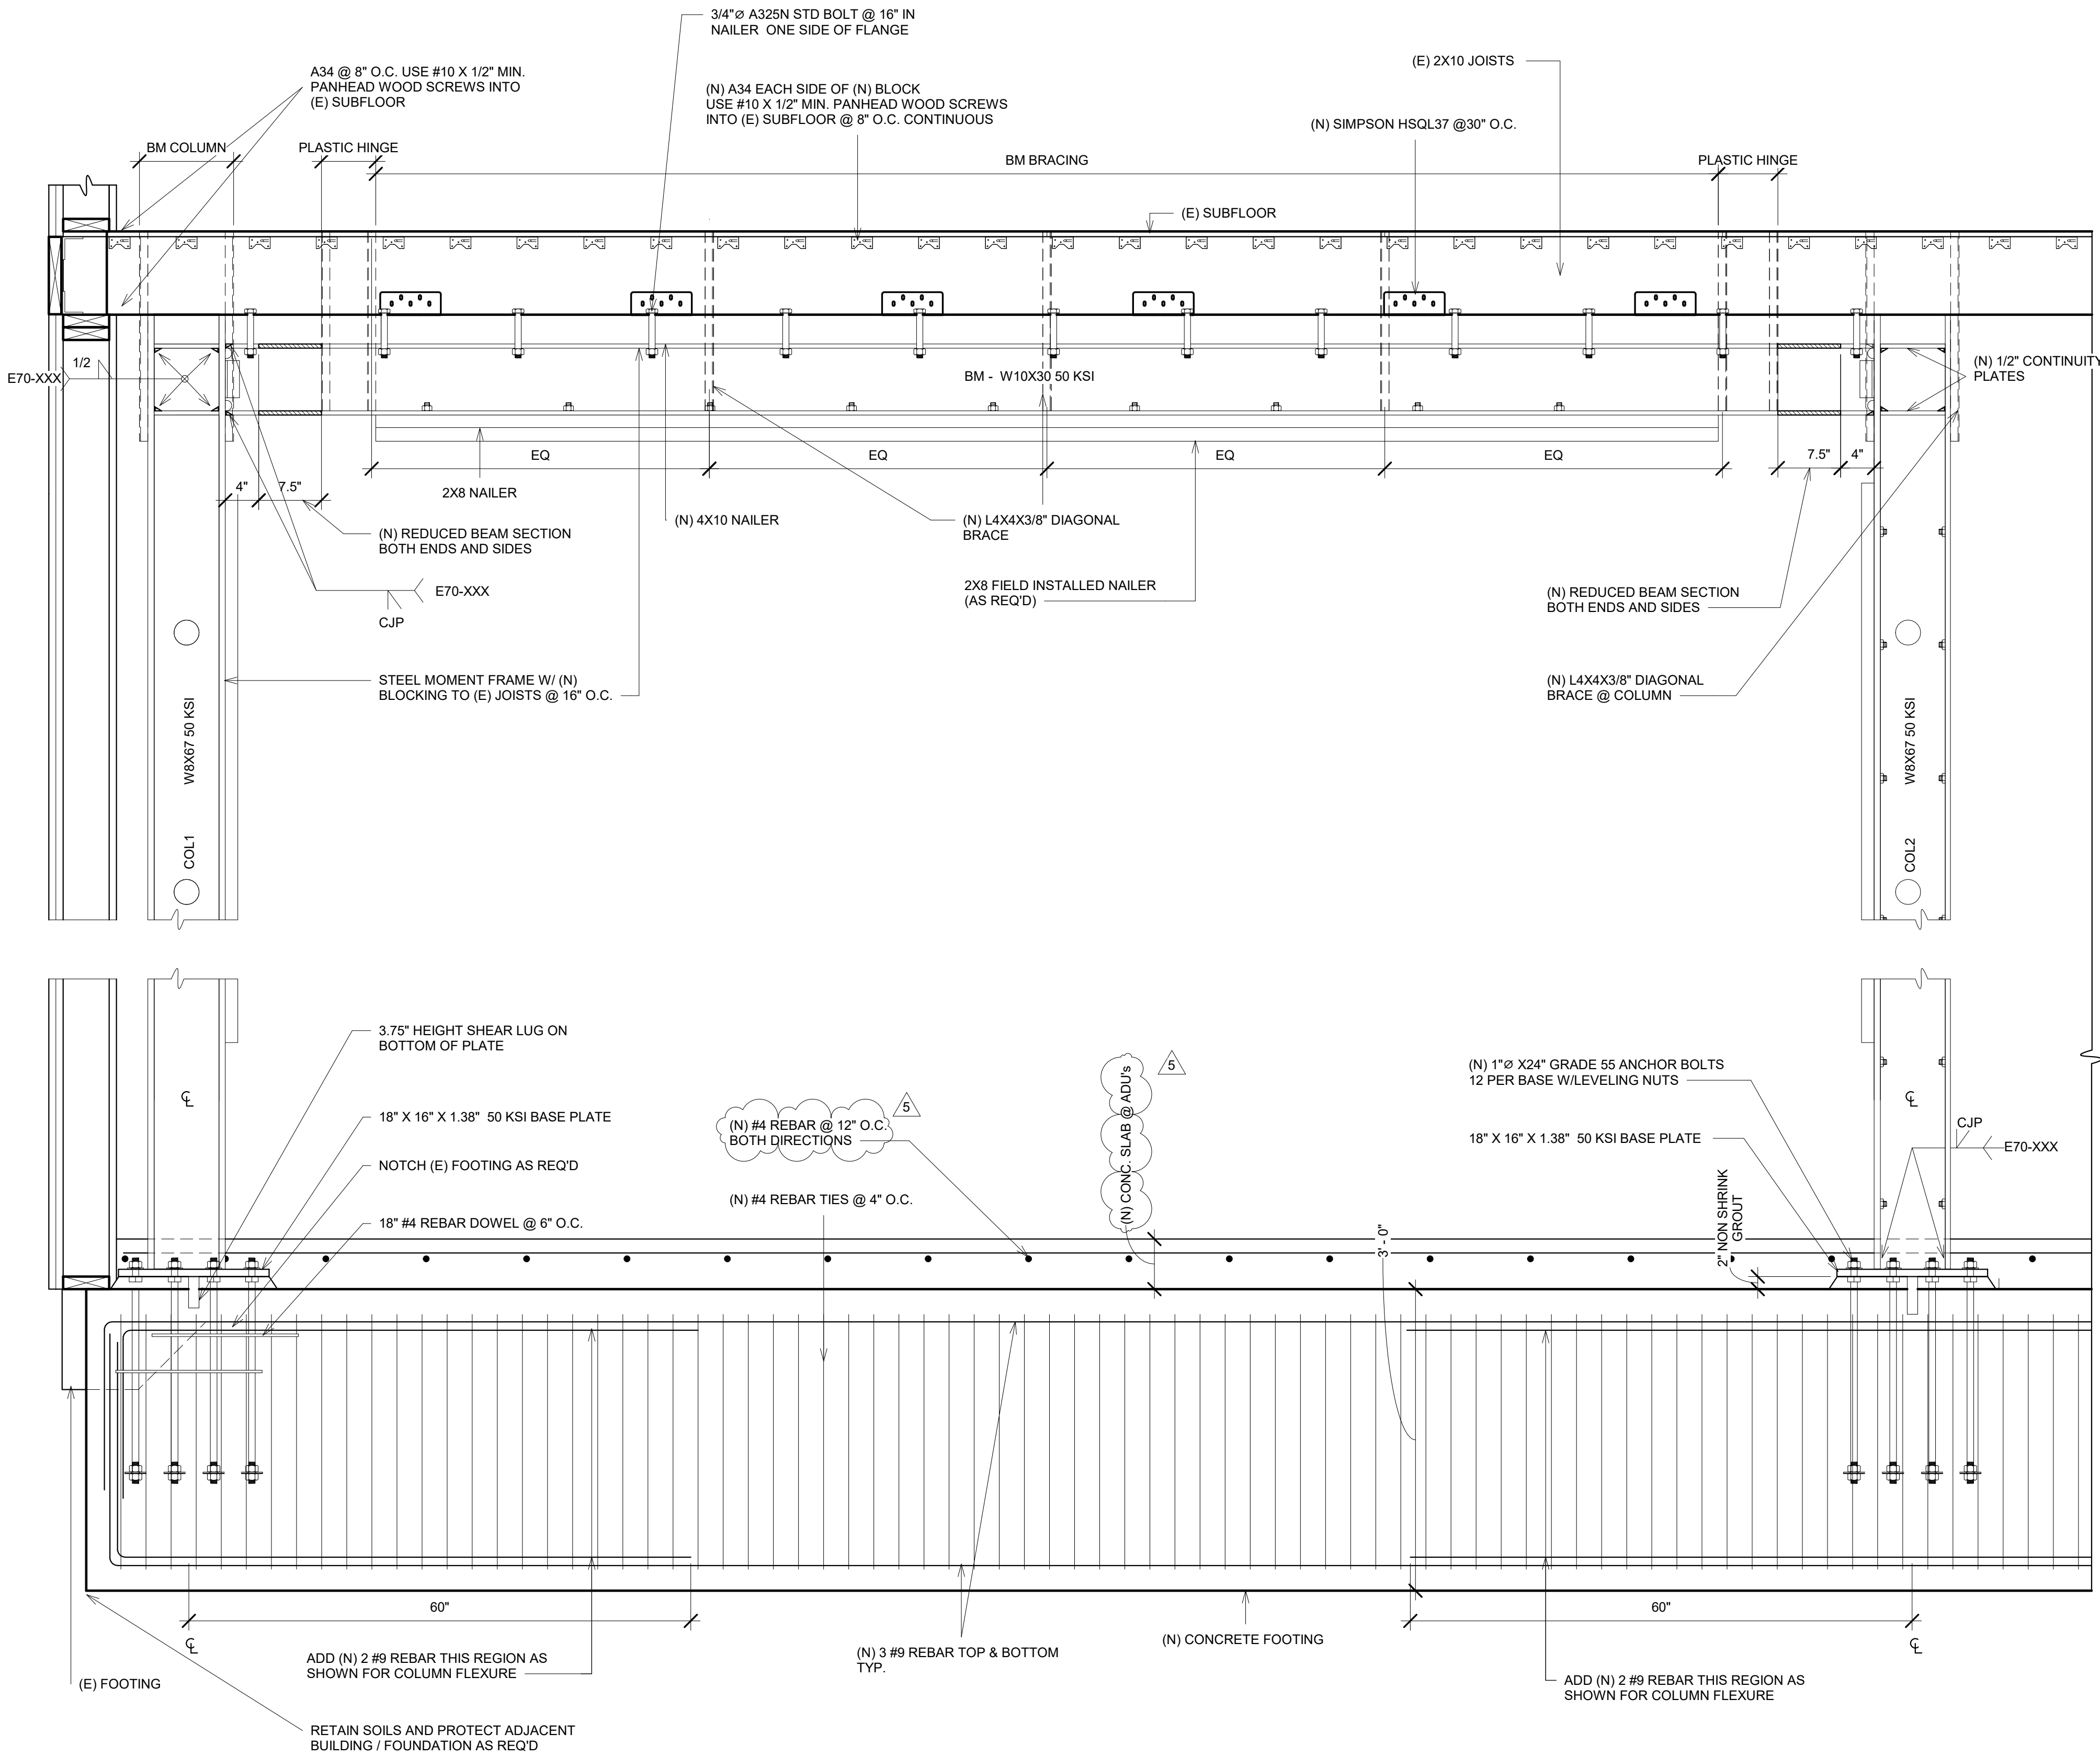 3/4"Ø A325N STD BOLT @ 16" IN
NAILER  ONE SIDE OF FLANGE
(E) 2X10 JOISTS
A34 @ 8" O.C. USE #10 X 1/2" MIN.
PANHEAD WOOD SCREWS INTO
(E) SUBFLOOR
(N) A34 EACH SIDE OF (N) BLOCK
USE #10 X 1/2" MIN. PANHEAD WOOD SCREWS
INTO (E) SUBFLOOR @ 8" O.C. CONTINUOUS
(N) SIMPSON HSQL37 @30" O.C.
BM COLUMN
PLASTIC HINGE
BM BRACING
PLASTIC HINGE
(E) SUBFLOOR
1/2
E70-XXX
BM -  W10X30 50 KSI
(N) 1/2" CONTINUITY
PLATES
EQ
EQ
EQ
EQ
7.5"
4"
4"
7.5"
2X8 NAILER
(N) 4X10 NAILER
(N) L4X4X3/8" DIAGONAL
BRACE
(N) REDUCED BEAM SECTION
BOTH ENDS AND SIDES
E70-XXX
CJP
2X8 FIELD INSTALLED NAILER
(AS REQ'D)
(N) REDUCED BEAM SECTION
BOTH ENDS AND SIDES
STEEL MOMENT FRAME W/ (N)
BLOCKING TO (E) JOISTS @ 16" O.C.
(N) L4X4X3/8" DIAGONAL
BRACE @ COLUMN
COL1
W8X67 50 KSI
COL2
W8X67 50 KSI
3.75" HEIGHT SHEAR LUG ON
BOTTOM OF PLATE
18" X 16" X 1.38"  50 KSI BASE PLATE
NOTCH (E) FOOTING AS REQ'D
18" #4 REBAR DOWEL @ 6" O.C.
5
(N) #4 REBAR @ 12" O.C.
BOTH DIRECTIONS
(N) #4 REBAR TIES @ 4" O.C.
5
(N) CONC. SLAB @ ADU's
(N) 1"Ø X24" GRADE 55 ANCHOR BOLTS
12 PER BASE W/LEVELING NUTS
18" X 16" X 1.38"  50 KSI BASE PLATE
CJP
E70-XXX
2" NON SHRINK
GROUT
3' - 0"
℄
℄
60"
60"
℄
℄
(E) FOOTING
ADD (N) 2 #9 REBAR THIS REGION AS
SHOWN FOR COLUMN FLEXURE
(N) 3 #9 REBAR TOP & BOTTOM
TYP.
(N) CONCRETE FOOTING
ADD (N) 2 #9 REBAR THIS REGION AS
SHOWN FOR COLUMN FLEXURE
RETAIN SOILS AND PROTECT ADJACENT
BUILDING / FOUNDATION AS REQ'D